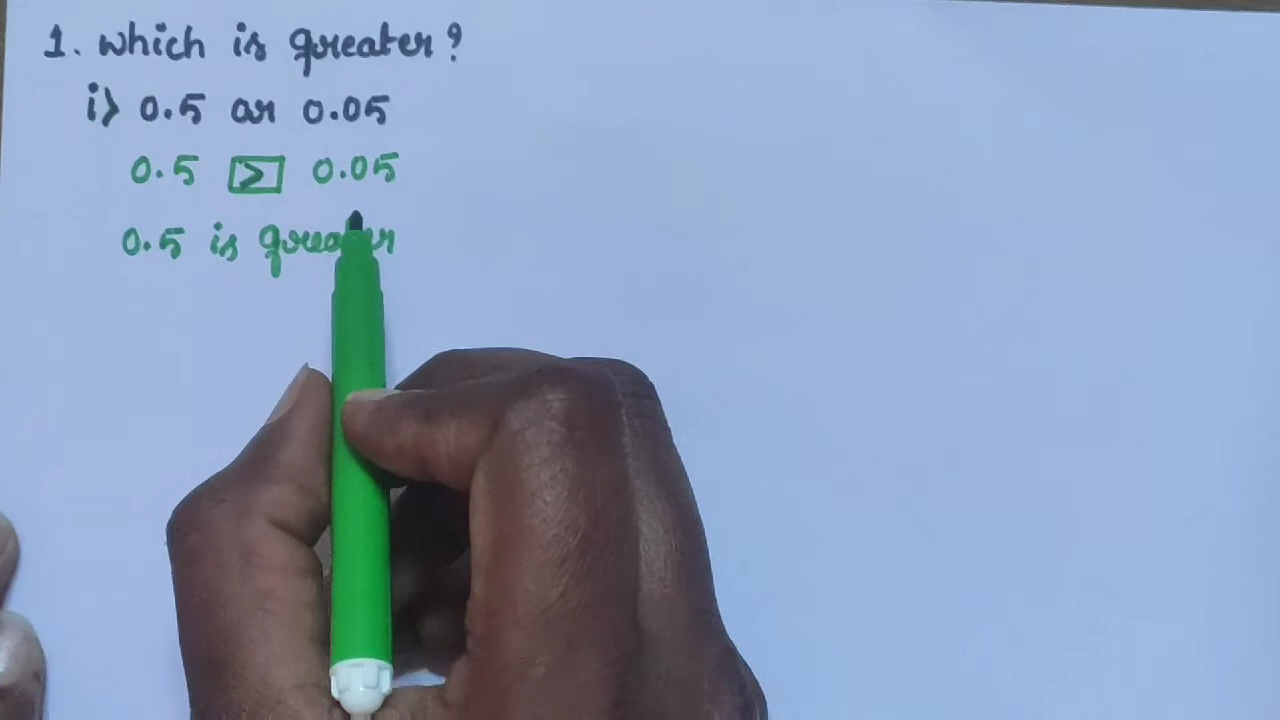 1. Which is greater?
i) 0.5 or 0.05
0.5 > 0.05
0.5 is greater